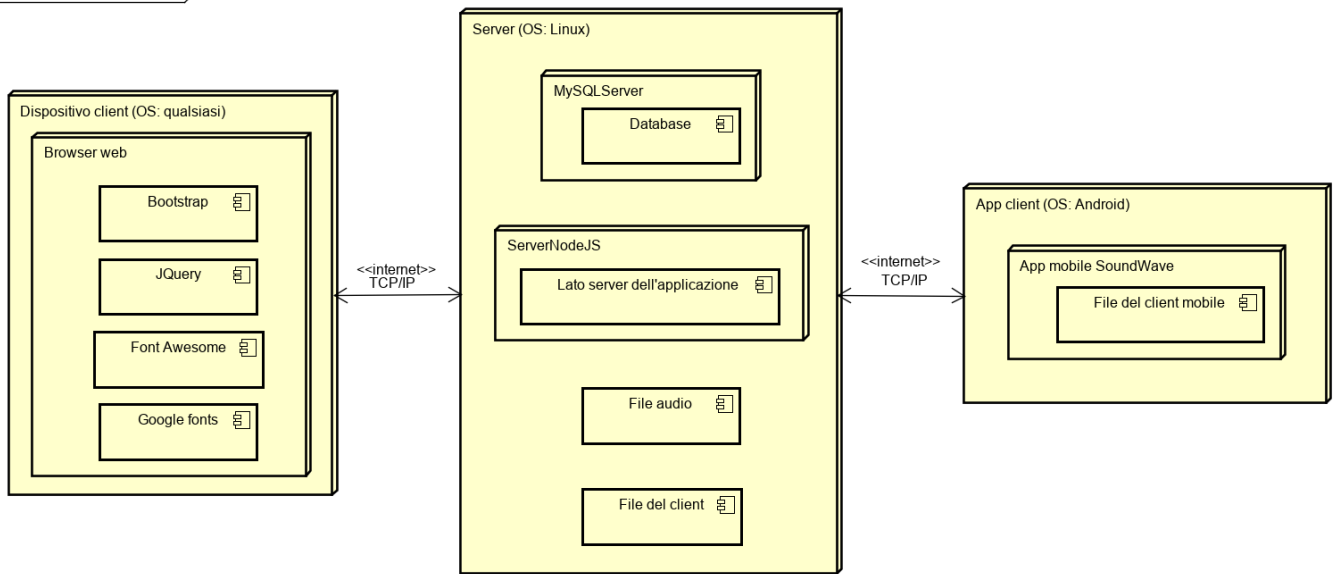 Dispositivo client (OS: qualsiasi)
Browser web
Bootstrap
JQuery
Font Awesome
Google fonts
<<internet>>
TCP/IP
Server (OS: Linux)
MySQLServer
Database
ServerNodeJS
Lato server dell'applicazione
File audio
File del client
<<internet>>
TCP/IP
App client (OS: Android)
App mobile SoundWave
File del client mobile